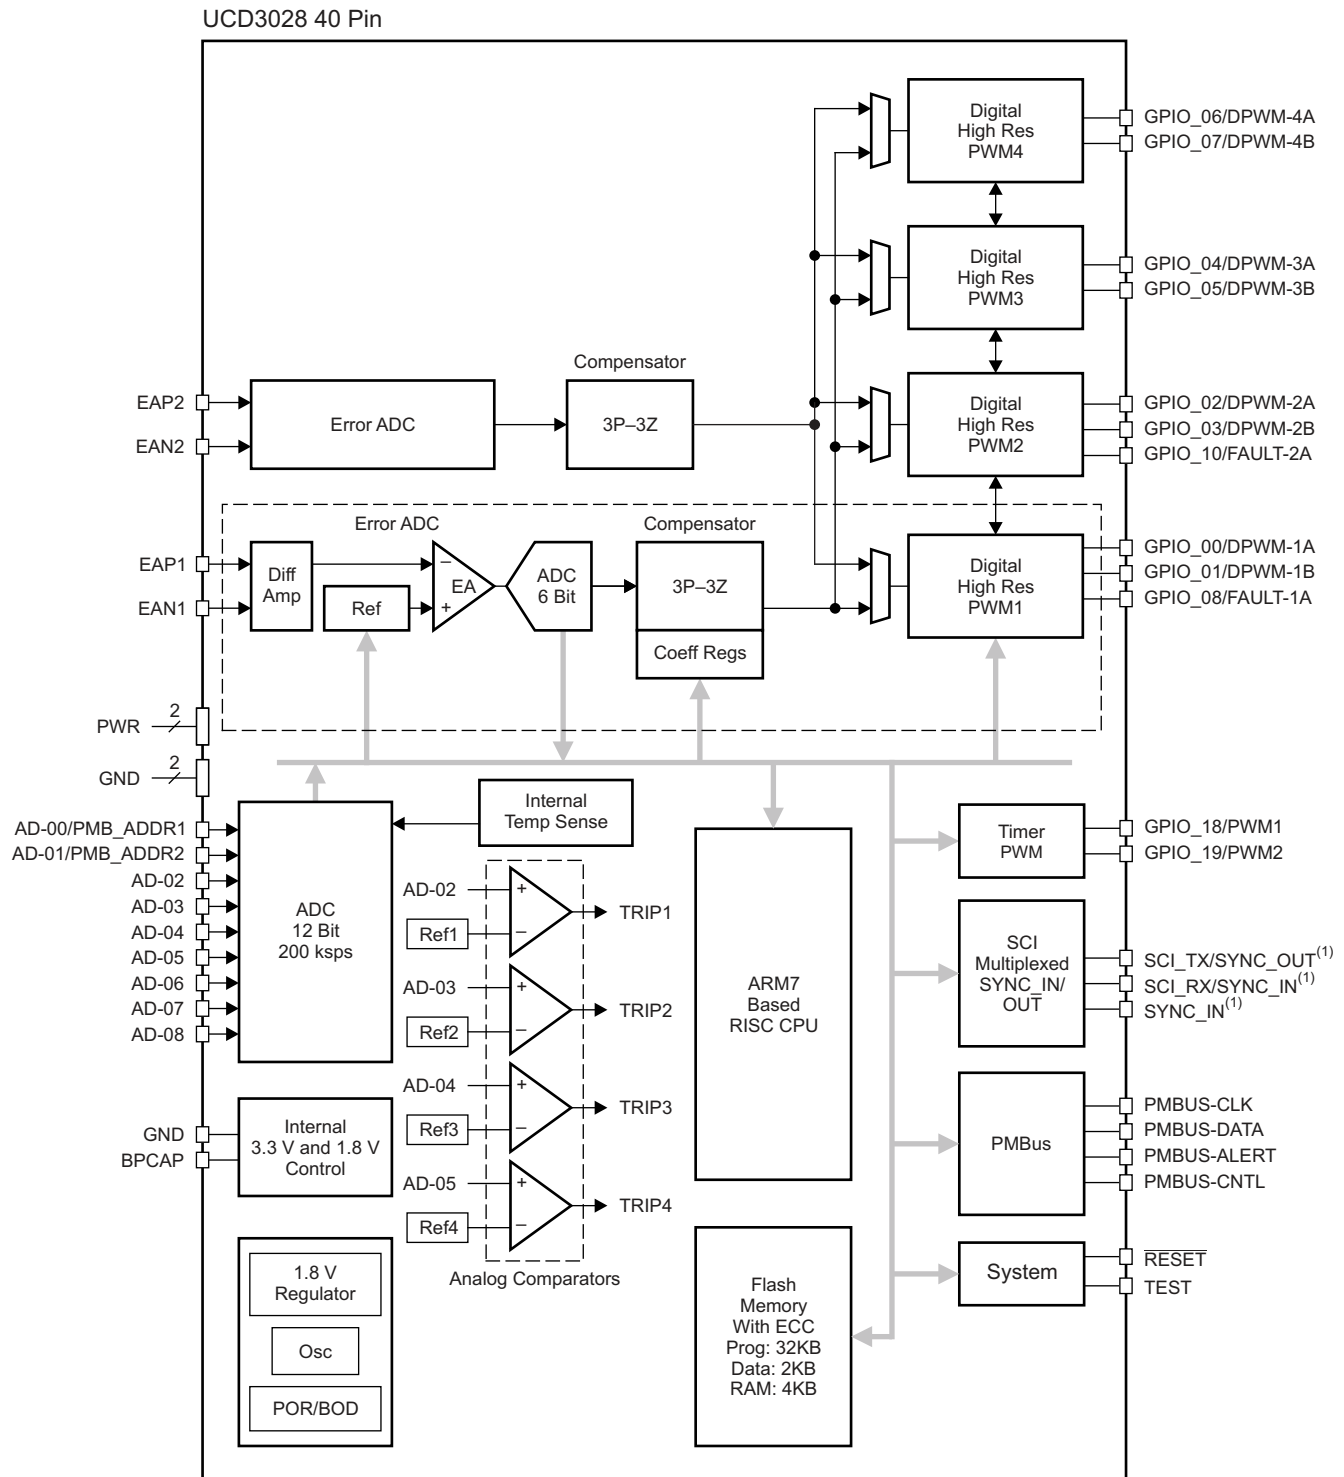 UCD3028 40 Pin
Digital
High Res
PWM4
GPIO_06/DPWM-4A
GPIO_07/DPWM-4B
Digital
High Res
PWM3
GPIO_04/DPWM-3A
GPIO_05/DPWM-3B
Compensator
EAP2
EAN2
Error ADC
3P–3Z
Digital
High Res
PWM2
GPIO_02/DPWM-2A
GPIO_03/DPWM-2B
GPIO_10/FAULT-2A
Error ADC
Compensator
EAP1
EAN1
Diff
Amp
Ref
–
EA
+
ADC
6 Bit
3P–3Z
Coeff Regs
Digital
High Res
PWM1
GPIO_00/DPWM-1A
GPIO_01/DPWM-1B
GPIO_08/FAULT-1A
PWR
2
GND
2
AD-00/PMB_ADDR1
AD-01/PMB_ADDR2
AD-02
AD-03
AD-04
AD-05
AD-06
AD-07
AD-08
ADC
12 Bit
200 ksps
Internal
Temp Sense
AD-02
+
Ref1
–
TRIP1
AD-03
+
Ref2
–
TRIP2
AD-04
+
Ref3
–
TRIP3
AD-05
+
Ref4
–
TRIP4
Analog Comparators
ARM7
Based
RISC CPU
Timer
PWM
GPIO_18/PWM1
GPIO_19/PWM2
SCI
Multiplexed
SYNC_IN/
OUT
SCI_TX/SYNC_OUT(1)
SCI_RX/SYNC_IN(1)
SYNC_IN(1)
GND
BPCAP
Internal
3.3 V and 1.8 V
Control
PMBus
PMBUS-CLK
PMBUS-DATA
PMBUS-ALERT
PMBUS-CNTL
1.8 V
Regulator
Osc
POR/BOD
Flash
Memory
With ECC
Prog: 32KB
Data: 2KB
RAM: 4KB
System
RESET
TEST